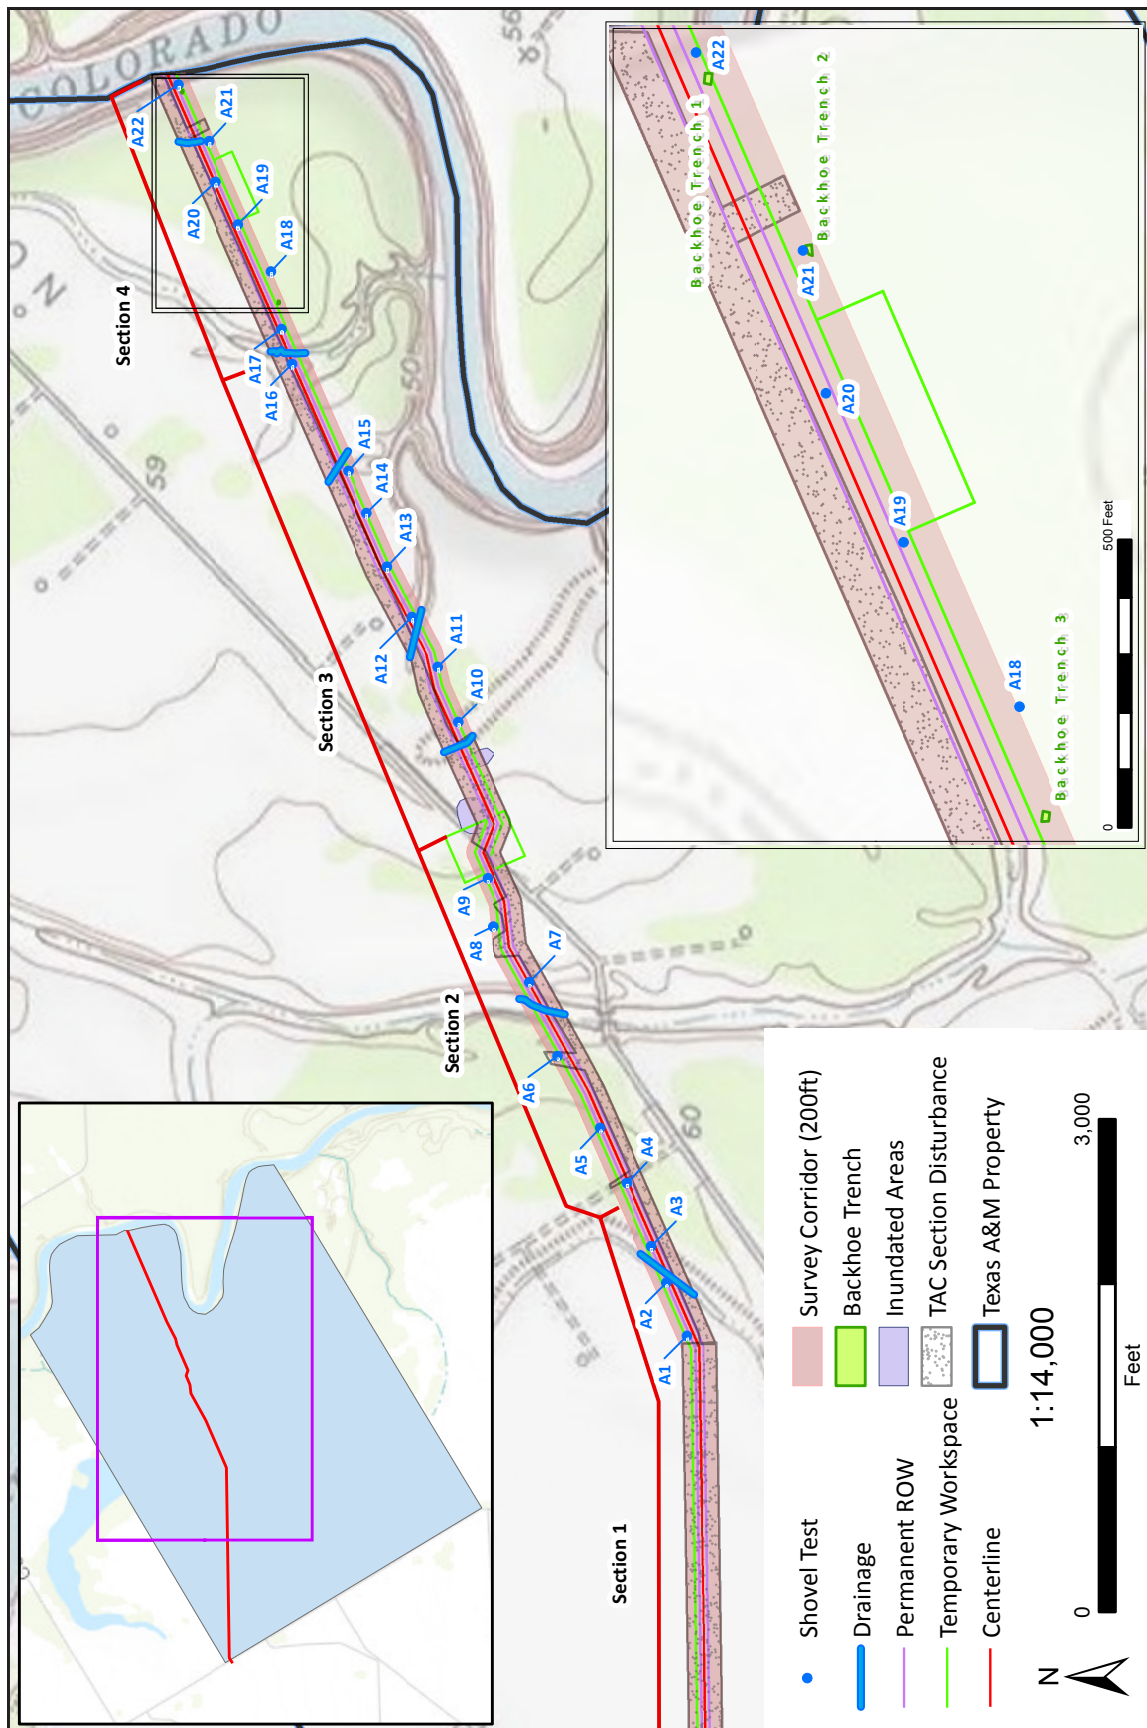 COLORADO
56
ON
59
50
60
Section 1
Section 2
Section 3
Section 4
A1
A2
A3
A4
A5
A6
A7
A8
A9
A10
A11
A12
A13
A14
A15
A16
A17
A18
A19
A20
A21
A22
Backhoe Trench 1
Backhoe Trench 2
Backhoe Trench 3
A18
A19
A20
A21
A22
0
500 Feet
Shovel Test
Drainage
Permanent ROW
Temporary Workspace
Centerline
Survey Corridor (200ft)
Backhoe Trench
Inundated Areas
TAC Section Disturbance
Texas A&M Property
N
1:14,000
0
3,000
Feet